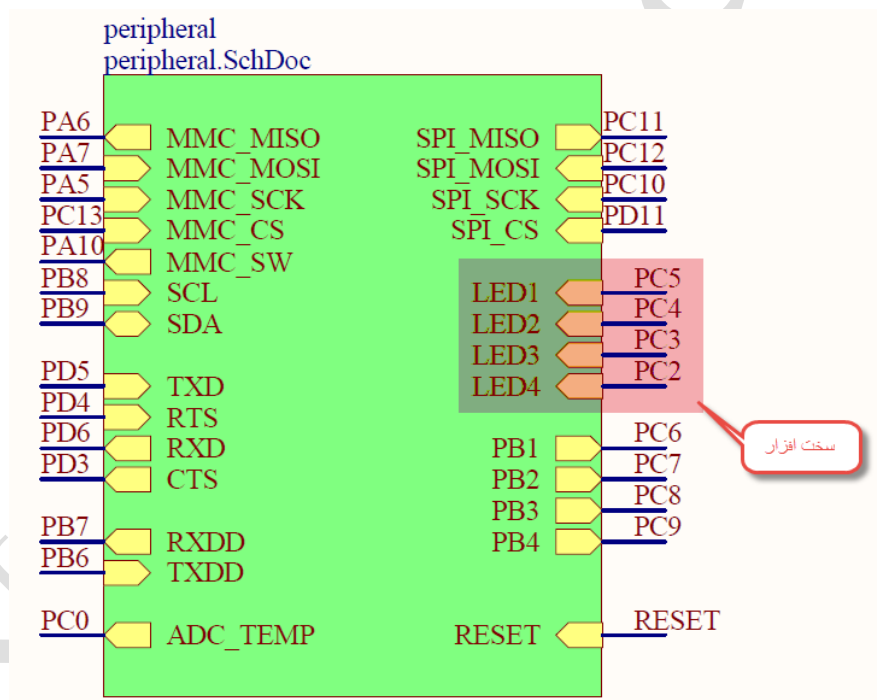 peripheral
peripheral.SchDoc
PA6 MMC_MISO SPI_MISO PC11
PA7 MMC_MOSI SPI_MOSI PC12
PA5 MMC_SCK SPI_SCK PC10
PC13 MMC_CS SPI_CS PD11
PA10 MMC_SW
PB8 SCL LED1 PC5
PB9 SDA LED2 PC4
LED3 PC3
PD5 TXD LED4 PC2
PD4 RTS
PD6 RXD PB1 PC6
PD3 CTS PB2 PC7
PB3 PC8
PB7 RXDD PB4 PC9
PB6 TXDD
PC0 ADC_TEMP RESET RESET
سخت افزار